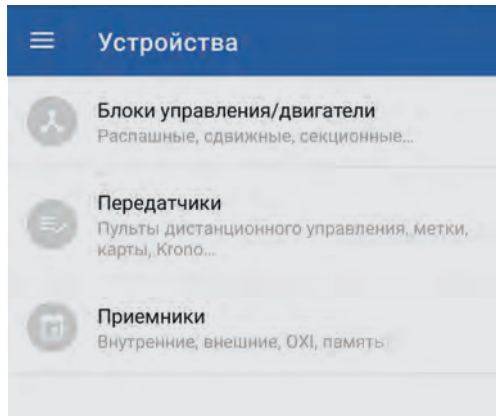 Устройства
Блоки управления/двигатели
Распашные, сдвижные, секционные...
Передатчики
Пульты дистанционного управления, метки,
карты, Krono...
Приемники
Внутренние, внешние, OXI, память